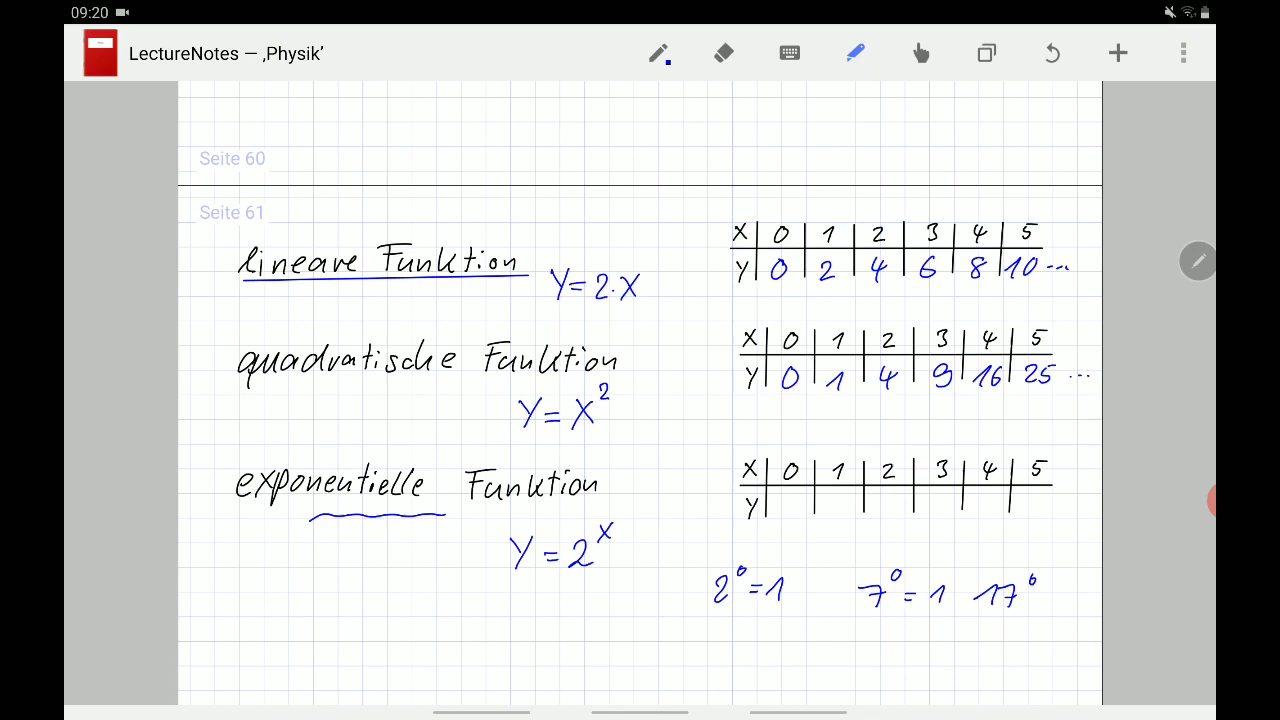 09:20
LectureNotes — ‚Physik‘
Seite 60
Seite 61
lineare Funktion
Y=2·X
X 0 1 2 3 4 5
Y 0 2 4 6 8 10 ...
quadratische Funktion
Y=X²
X 0 1 2 3 4 5
Y 0 1 4 9 16 25 ...
exponentielle Funktion
Y=2ˣ
X 0 1 2 3 4 5
Y
2⁰=1 7⁰=1 17⁰